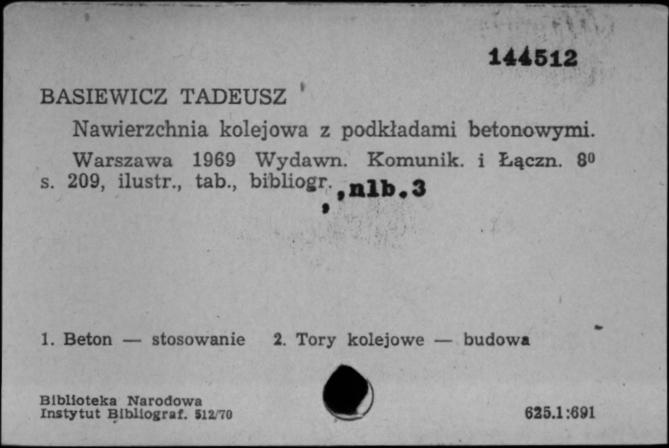 144512
BASIEWICZ TADEUSZ
Nawierzchnia kolejowa z podkładami betonowymi.
Warszawa 1969 Wydawn. Komunik. i Łączn. 8⁰
s. 209, ilustr., tab., bibliogr. , nlb. 3
1. Beton — stosowanie 2. Tory kolejowe — budowa
Biblioteka Narodowa
Instytut Bibliograf. 512/70
625.1:691